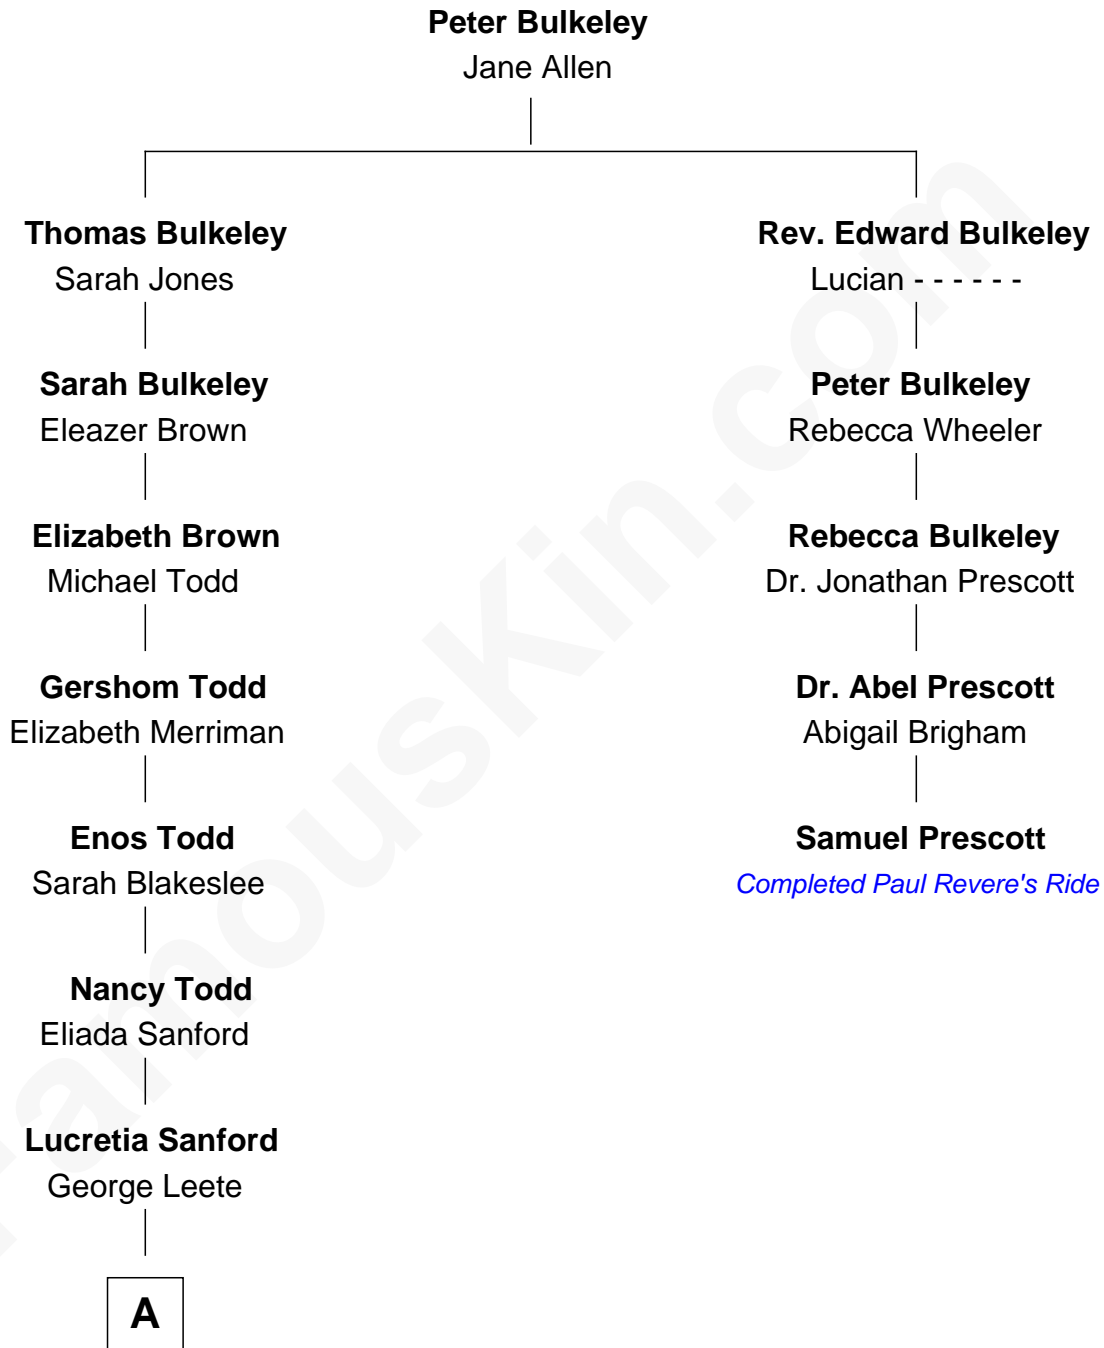 Peter Bulkeley
Jane Allen
Thomas Bulkeley
Sarah Jones
Sarah Bulkeley
Eleazer Brown
Elizabeth Brown
Michael Todd
Gershom Todd
Elizabeth Merriman
Enos Todd
Sarah Blakeslee
Nancy Todd
Eliada Sanford
Lucretia Sanford
George Leete
A
Rev. Edward Bulkeley
Lucian - - - - - -
Peter Bulkeley
Rebecca Wheeler
Rebecca Bulkeley
Dr. Jonathan Prescott
Dr. Abel Prescott
Abigail Brigham
Samuel Prescott
Completed Paul Revere's Ride
FamousKin.com